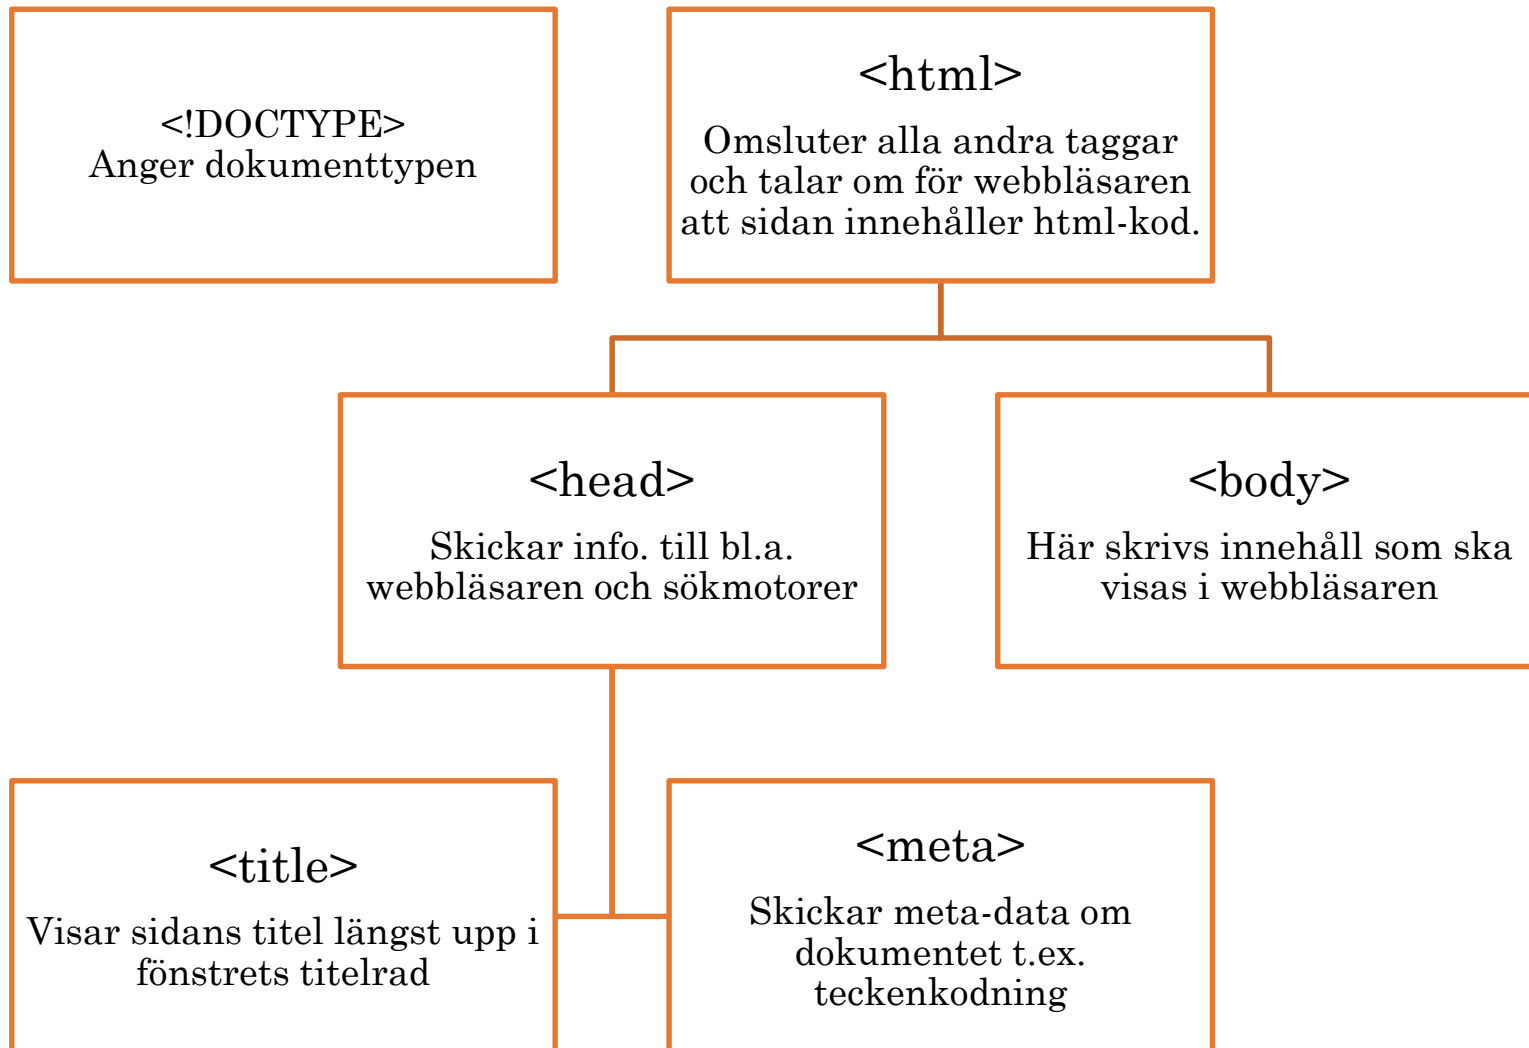 <!DOCTYPE>
Anger dokumenttypen
<html>
Omsluter alla andra taggar
och talar om för webbläsaren
att sidan innehåller html-kod.
<head>
Skickar info. till bl.a.
webbläsaren och sökmotorer
<body>
Här skrivs innehåll som ska
visas i webbläsaren
<title>
Visar sidans titel längst upp i
fönstrets titelrad
<meta>
Skickar meta-data om
dokumentet t.ex.
teckenkodning